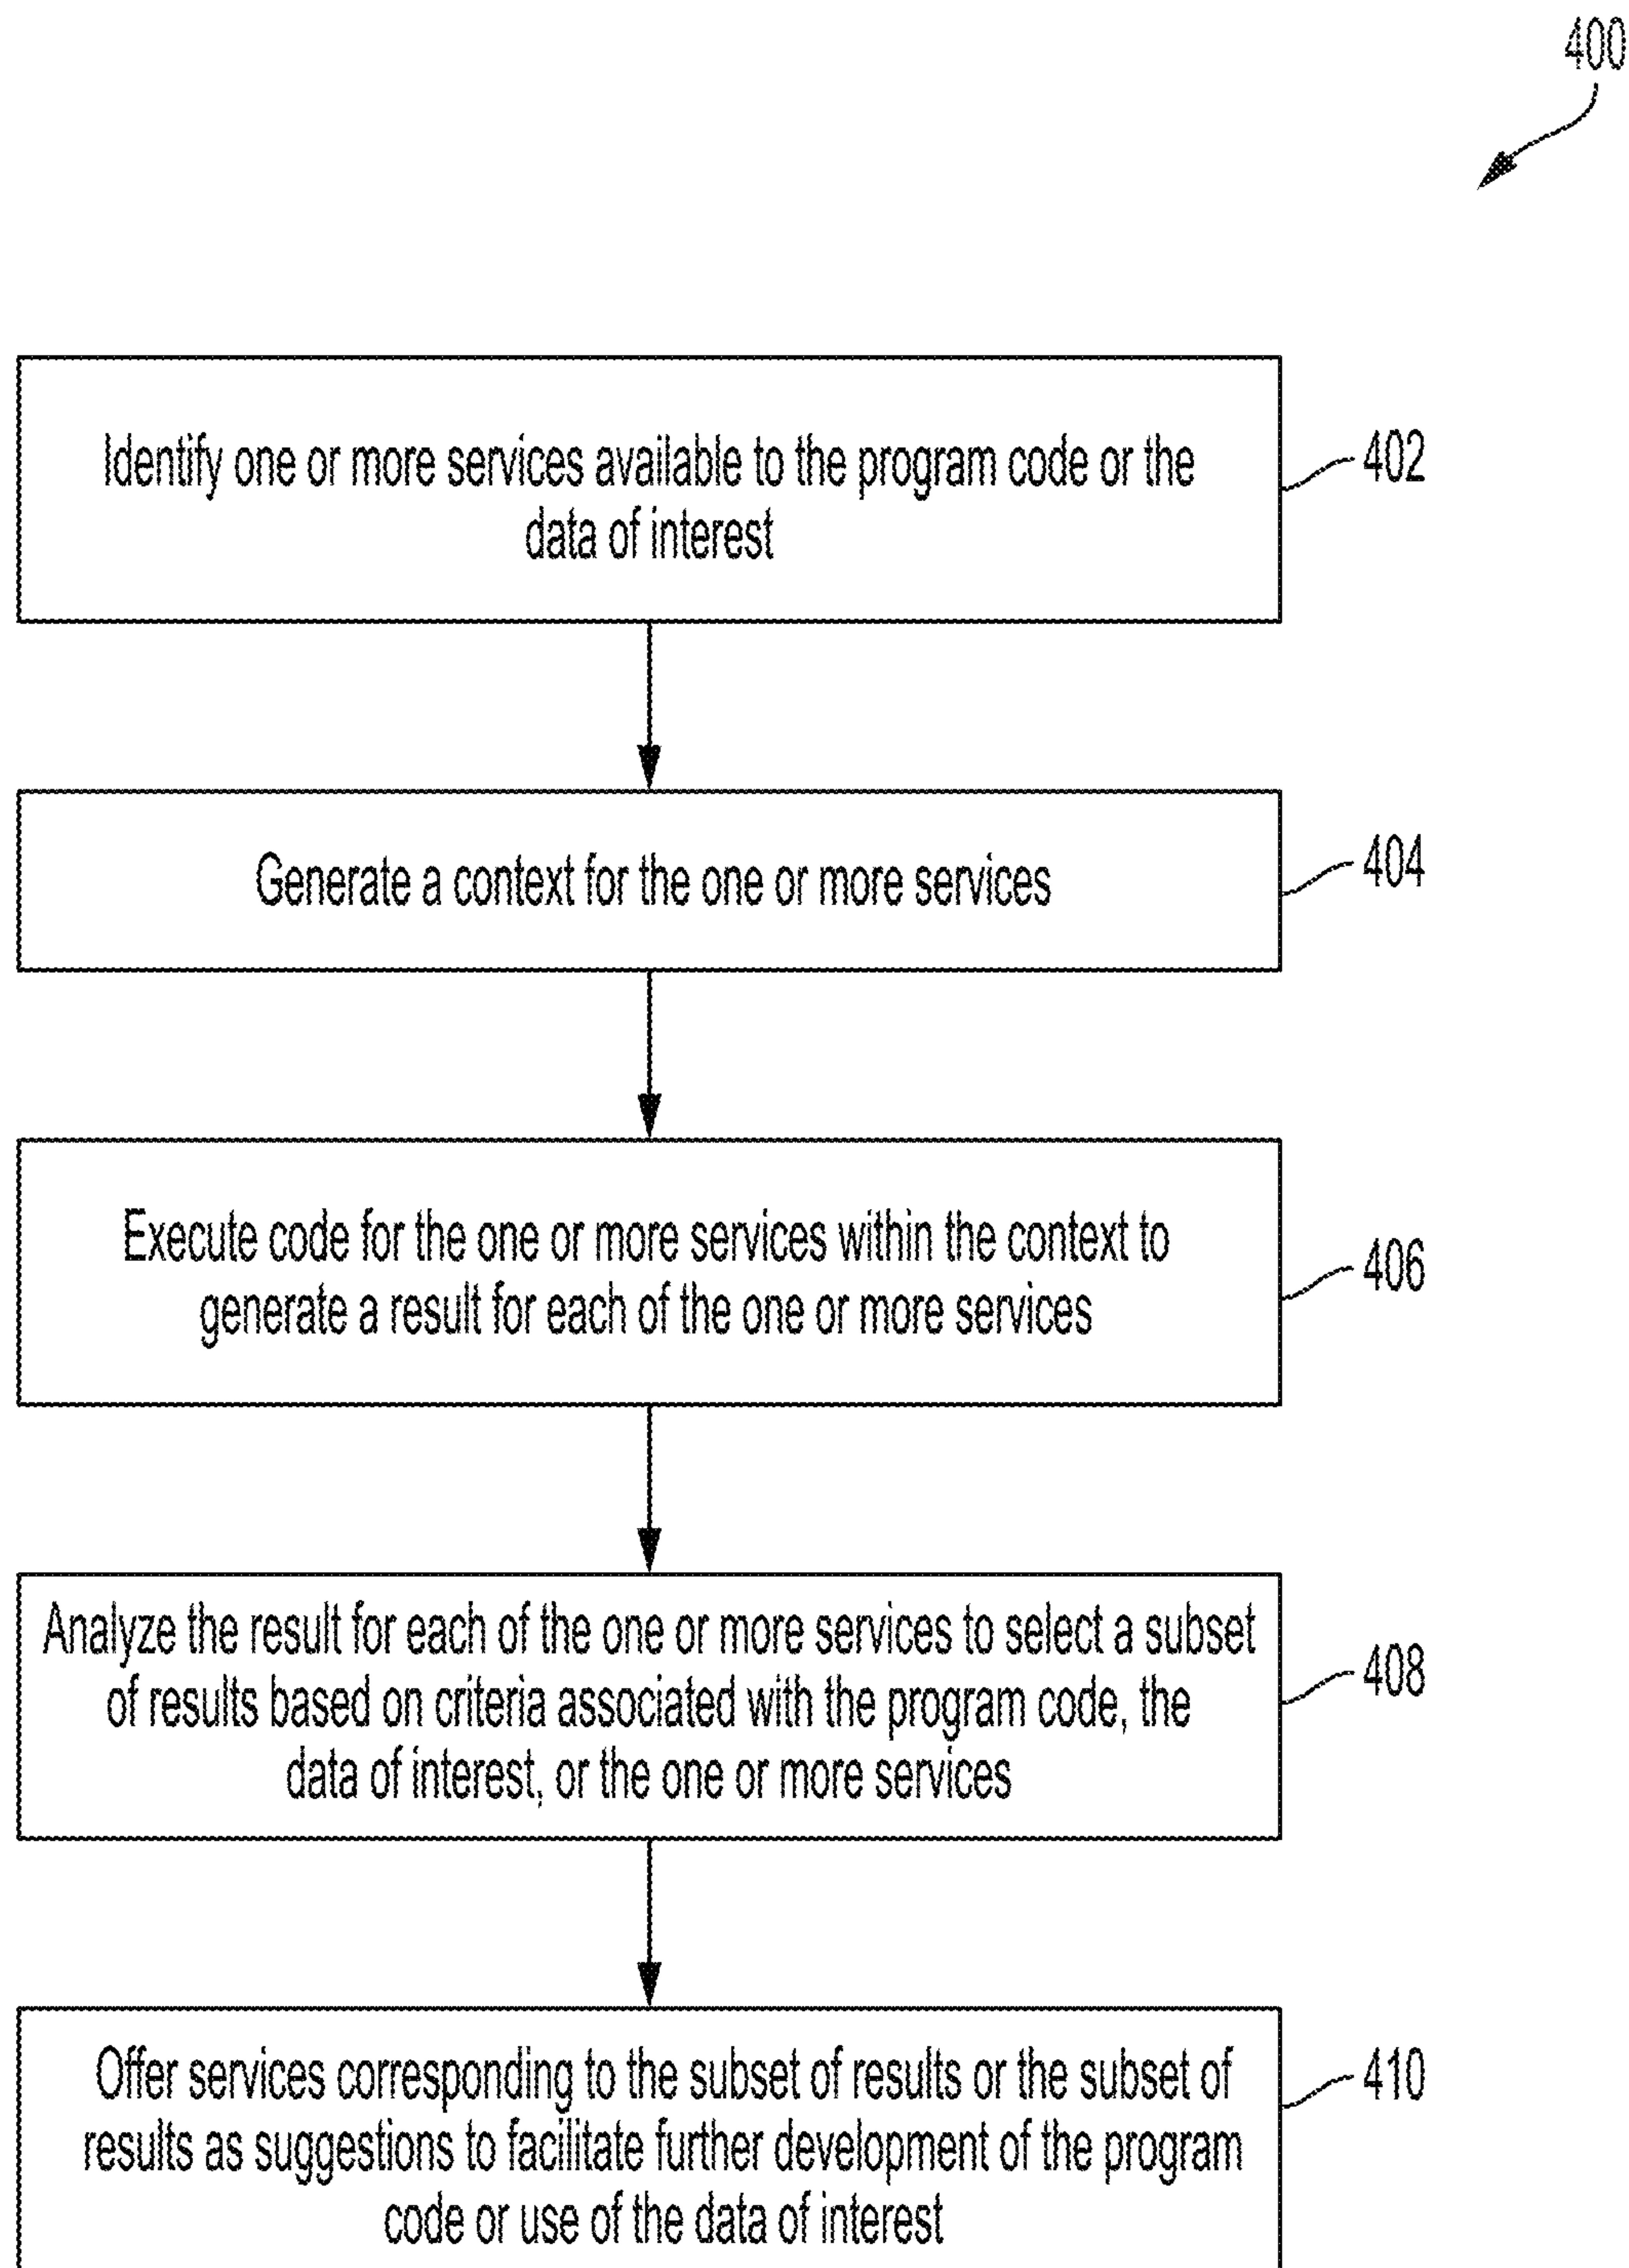 400
Identify one or more services available to the program code or the
data of interest
402
Generate a context for the one or more services
404
Execute code for the one or more services within the context to
generate a result for each of the one or more services
406
Analyze the result for each of the one or more services to select a subset
of results based on criteria associated with the program code, the
data of interest, or the one or more services
408
Offer services corresponding to the subset of results or the subset of
results as suggestions to facilitate further development of the program
code or use of the data of interest
410